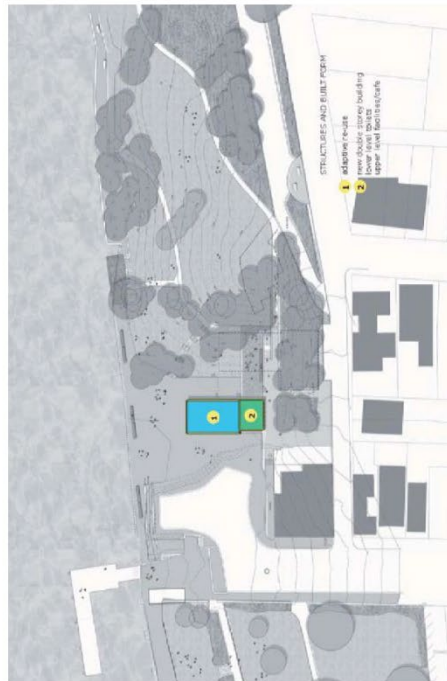 STRUCTURES AND BUILT FORM
1 adaptive re-use
2 new double storey building
lower level toilets
upper level facilities/cafe
1
2